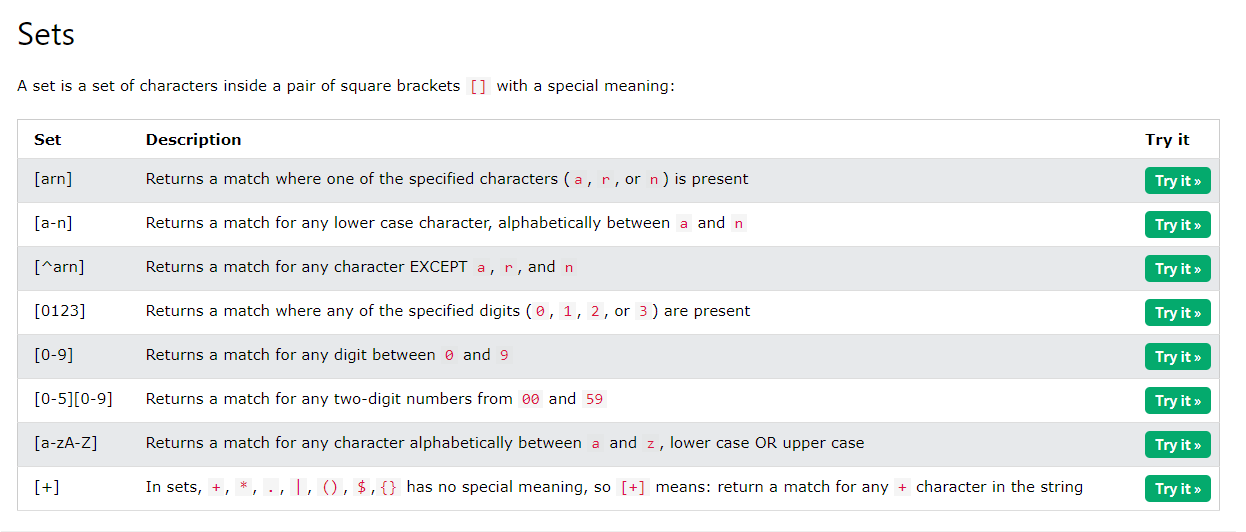 Sets
A set is a set of characters inside a pair of square brackets [] with a special meaning:
Set Description Try it
[arn] Returns a match where one of the specified characters (a, r, or n) is present Try it »
[a-n] Returns a match for any lower case character, alphabetically between a and n Try it »
[^arn] Returns a match for any character EXCEPT a, r, and n Try it »
[0123] Returns a match where any of the specified digits (0, 1, 2, or 3) are present Try it »
[0-9] Returns a match for any digit between 0 and 9 Try it »
[0-5][0-9] Returns a match for any two-digit numbers from 00 and 59 Try it »
[a-zA-Z] Returns a match for any character alphabetically between a and z, lower case OR upper case Try it »
[+] In sets, +, *, ., |, (), $,{} has no special meaning, so [+] means: return a match for any + character in the string Try it »